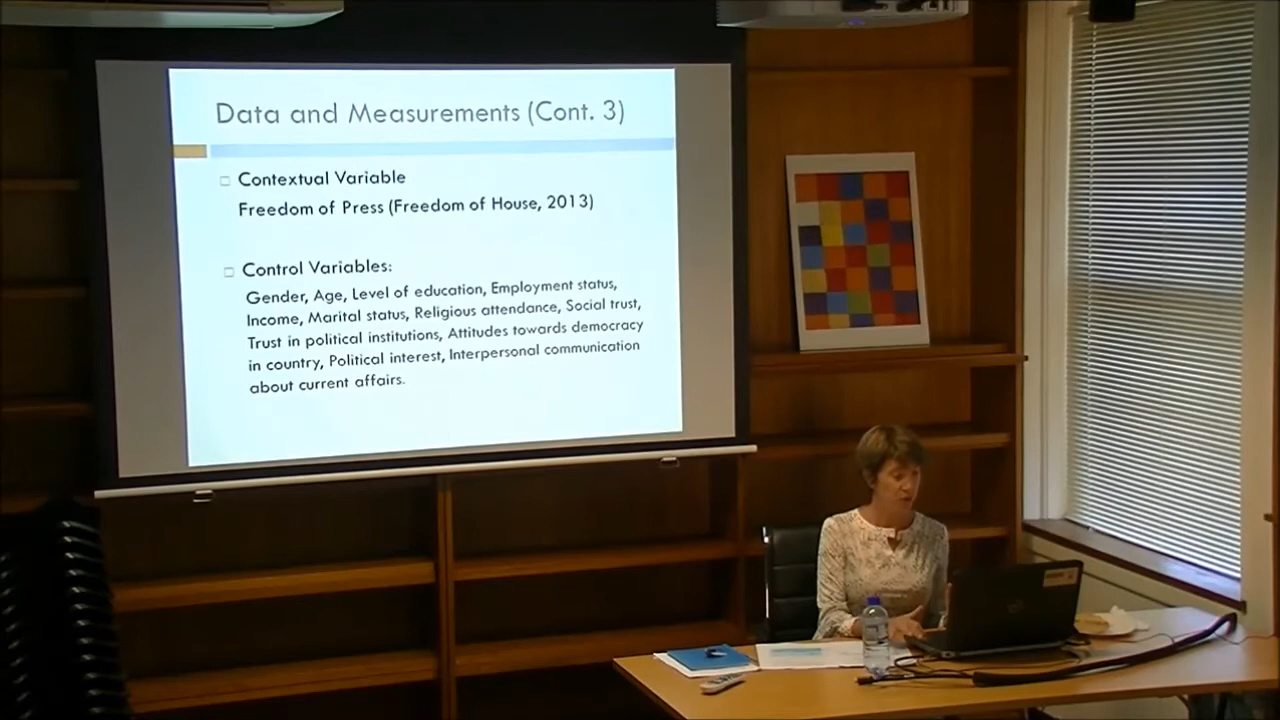 Data and Measurements (Cont. 3)
Contextual Variable
Freedom of Press (Freedom of House, 2013)
Control Variables:
Gender, Age, Level of education, Employment status,
Income, Marital status, Religious attendance, Social trust,
Trust in political institutions, Attitudes towards democracy
in country, Political interest, Interpersonal communication
about current affairs.